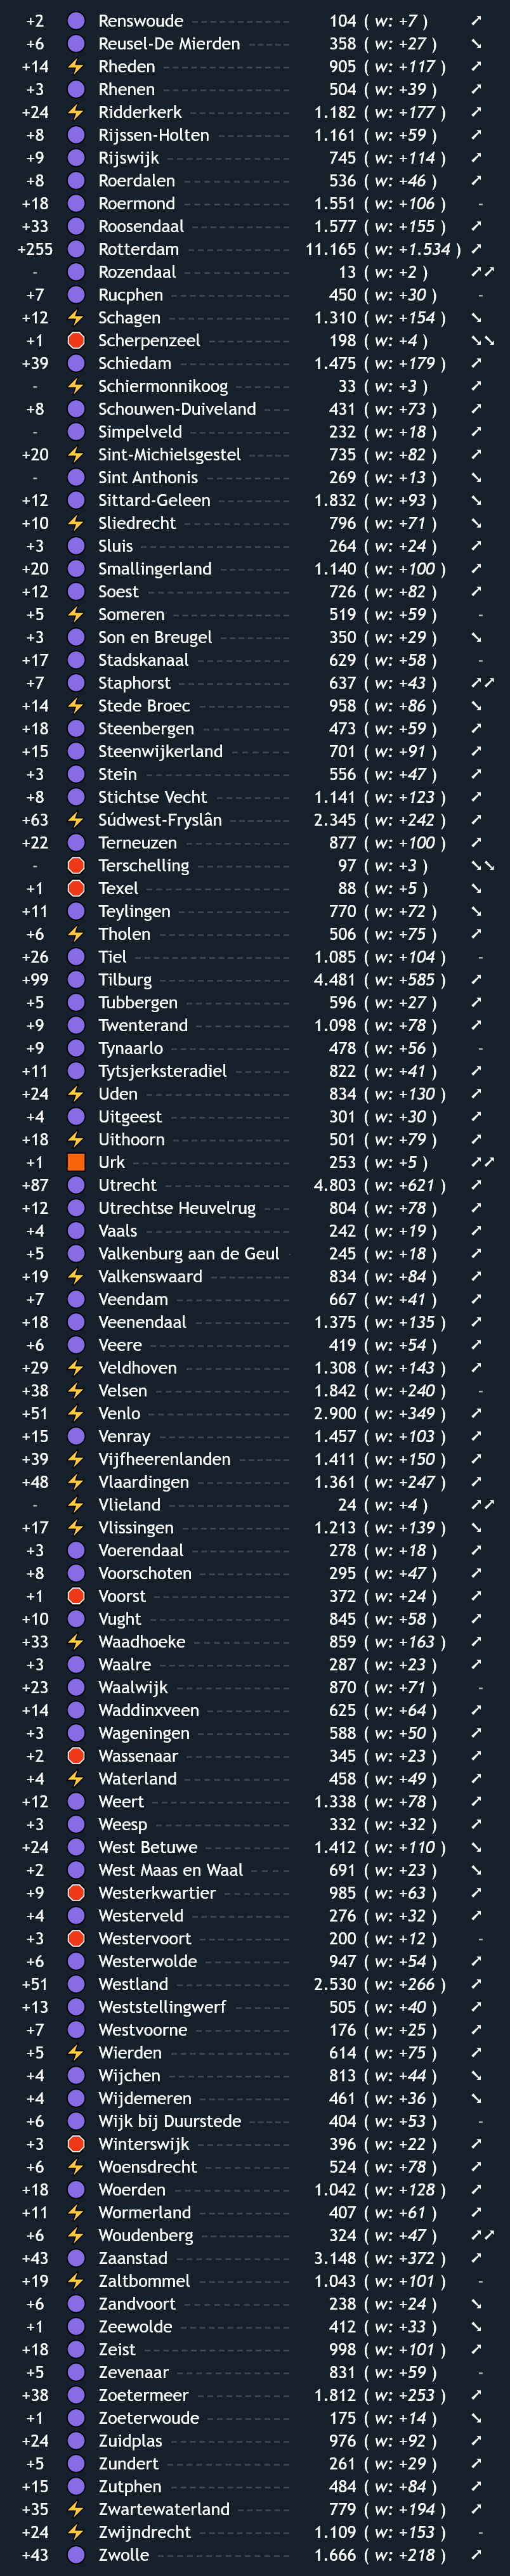 +2 Renswoude 104 ( w: +7 ) ➚
+6 Reusel-De Mierden 358 ( w: +27 ) ➘
+14 Rheden 905 ( w: +117 ) ➚
+3 Rhenen 504 ( w: +39 ) ➚
+24 Ridderkerk 1.182 ( w: +177 ) ➚
+8 Rijssen-Holten 1.161 ( w: +59 ) ➚
+9 Rijswijk 745 ( w: +114 ) ➚
+8 Roerdalen 536 ( w: +46 ) ➚
+18 Roermond 1.551 ( w: +106 ) -
+33 Roosendaal 1.577 ( w: +155 ) ➚
+255 Rotterdam 11.165 ( w: +1.534 ) ➚
- Rozendaal 13 ( w: +2 ) ➚➚
+7 Rucphen 450 ( w: +30 ) -
+12 Schagen 1.310 ( w: +154 ) ➘
+1 Scherpenzeel 198 ( w: +4 ) ➘➘
+39 Schiedam 1.475 ( w: +179 ) ➚
- Schiermonnikoog 33 ( w: +3 ) ➚
+8 Schouwen-Duiveland 431 ( w: +73 ) ➚
- Simpelveld 232 ( w: +18 ) ➚
+20 Sint-Michielsgestel 735 ( w: +82 ) ➚
- Sint Anthonis 269 ( w: +13 ) ➘
+12 Sittard-Geleen 1.832 ( w: +93 ) ➘
+10 Sliedrecht 796 ( w: +71 ) ➘
+3 Sluis 264 ( w: +24 ) ➚
+20 Smallingerland 1.140 ( w: +100 ) ➚
+12 Soest 726 ( w: +82 ) ➚
+5 Someren 519 ( w: +59 ) -
+3 Son en Breugel 350 ( w: +29 ) ➘
+17 Stadskanaal 629 ( w: +58 ) -
+7 Staphorst 637 ( w: +43 ) ➚➚
+14 Stede Broec 958 ( w: +86 ) ➘
+18 Steenbergen 473 ( w: +59 ) ➚
+15 Steenwijkerland 701 ( w: +91 ) ➚
+3 Stein 556 ( w: +47 ) ➚
+8 Stichtse Vecht 1.141 ( w: +123 ) ➚
+63 Súdwest-Fryslân 2.345 ( w: +242 ) ➚
+22 Terneuzen 877 ( w: +100 ) ➚
- Terschelling 97 ( w: +3 ) ➘➘
+1 Texel 88 ( w: +5 ) ➘
+11 Teylingen 770 ( w: +72 ) ➘
+6 Tholen 506 ( w: +75 ) ➚
+26 Tiel 1.085 ( w: +104 ) -
+99 Tilburg 4.481 ( w: +585 ) ➚
+5 Tubbergen 596 ( w: +27 ) ➚
+9 Twenterand 1.098 ( w: +78 ) ➚
+9 Tynaarlo 478 ( w: +56 ) -
+11 Tytsjerksteradiel 822 ( w: +41 ) ➚
+24 Uden 834 ( w: +130 ) ➚
+4 Uitgeest 301 ( w: +30 ) ➚
+18 Uithoorn 501 ( w: +79 ) ➚
+1 Urk 253 ( w: +5 ) ➚➚
+87 Utrecht 4.803 ( w: +621 ) ➚
+12 Utrechtse Heuvelrug 804 ( w: +78 ) ➚
+4 Vaals 242 ( w: +19 ) ➚
+5 Valkenburg aan de Geul 245 ( w: +18 ) ➚
+19 Valkenswaard 834 ( w: +84 ) ➚
+7 Veendam 667 ( w: +41 ) ➚
+18 Veenendaal 1.375 ( w: +135 ) ➚
+6 Veere 419 ( w: +54 ) ➚
+29 Veldhoven 1.308 ( w: +143 ) ➚
+38 Velsen 1.842 ( w: +240 ) -
+51 Venlo 2.900 ( w: +349 ) ➚
+15 Venray 1.457 ( w: +103 ) ➚
+39 Vijfheerenlanden 1.411 ( w: +150 ) ➚
+48 Vlaardingen 1.361 ( w: +247 ) ➚
- Vlieland 24 ( w: +4 ) ➚➚
+17 Vlissingen 1.213 ( w: +139 ) ➘
+3 Voerendaal 278 ( w: +18 ) ➚
+8 Voorschoten 295 ( w: +47 ) ➚
+1 Voorst 372 ( w: +24 ) ➚
+10 Vught 845 ( w: +58 ) ➚
+33 Waadhoeke 859 ( w: +163 ) ➚
+3 Waalre 287 ( w: +23 ) ➚
+23 Waalwijk 870 ( w: +71 ) -
+14 Waddinxveen 625 ( w: +64 ) ➚
+3 Wageningen 588 ( w: +50 ) ➚
+2 Wassenaar 345 ( w: +23 ) ➚
+4 Waterland 458 ( w: +49 ) ➚
+12 Weert 1.338 ( w: +78 ) ➚
+3 Weesp 332 ( w: +32 ) ➚
+24 West Betuwe 1.412 ( w: +110 ) ➘
+2 West Maas en Waal 691 ( w: +23 ) ➘
+9 Westerkwartier 985 ( w: +63 ) ➚
+4 Westerveld 276 ( w: +32 ) ➚
+3 Westervoort 200 ( w: +12 ) -
+6 Westerwolde 947 ( w: +54 ) ➚
+51 Westland 2.530 ( w: +266 ) ➚
+13 Weststellingwerf 505 ( w: +40 ) ➚
+7 Westvoorne 176 ( w: +25 ) ➚
+5 Wierden 614 ( w: +75 ) ➚
+4 Wijchen 813 ( w: +44 ) ➘
+4 Wijdemeren 461 ( w: +36 ) ➘
+6 Wijk bij Duurstede 404 ( w: +53 ) -
+3 Winterswijk 396 ( w: +22 ) ➚
+6 Woensdrecht 524 ( w: +78 ) ➚
+18 Woerden 1.042 ( w: +128 ) ➚
+11 Wormerland 407 ( w: +61 ) ➚
+6 Woudenberg 324 ( w: +47 ) ➚➚
+43 Zaanstad 3.148 ( w: +372 ) ➚
+19 Zaltbommel 1.043 ( w: +101 ) -
+6 Zandvoort 238 ( w: +24 ) ➘
+1 Zeewolde 412 ( w: +33 ) ➘
+18 Zeist 998 ( w: +101 ) ➚
+5 Zevenaar 831 ( w: +59 ) -
+38 Zoetermeer 1.812 ( w: +253 ) ➚
+1 Zoeterwoude 175 ( w: +14 ) ➘
+24 Zuidplas 976 ( w: +92 ) ➚
+5 Zundert 261 ( w: +29 ) ➚
+15 Zutphen 484 ( w: +84 ) ➚
+35 Zwartewaterland 779 ( w: +194 ) ➚
+24 Zwijndrecht 1.109 ( w: +153 ) -
+43 Zwolle 1.666 ( w: +218 ) ➚